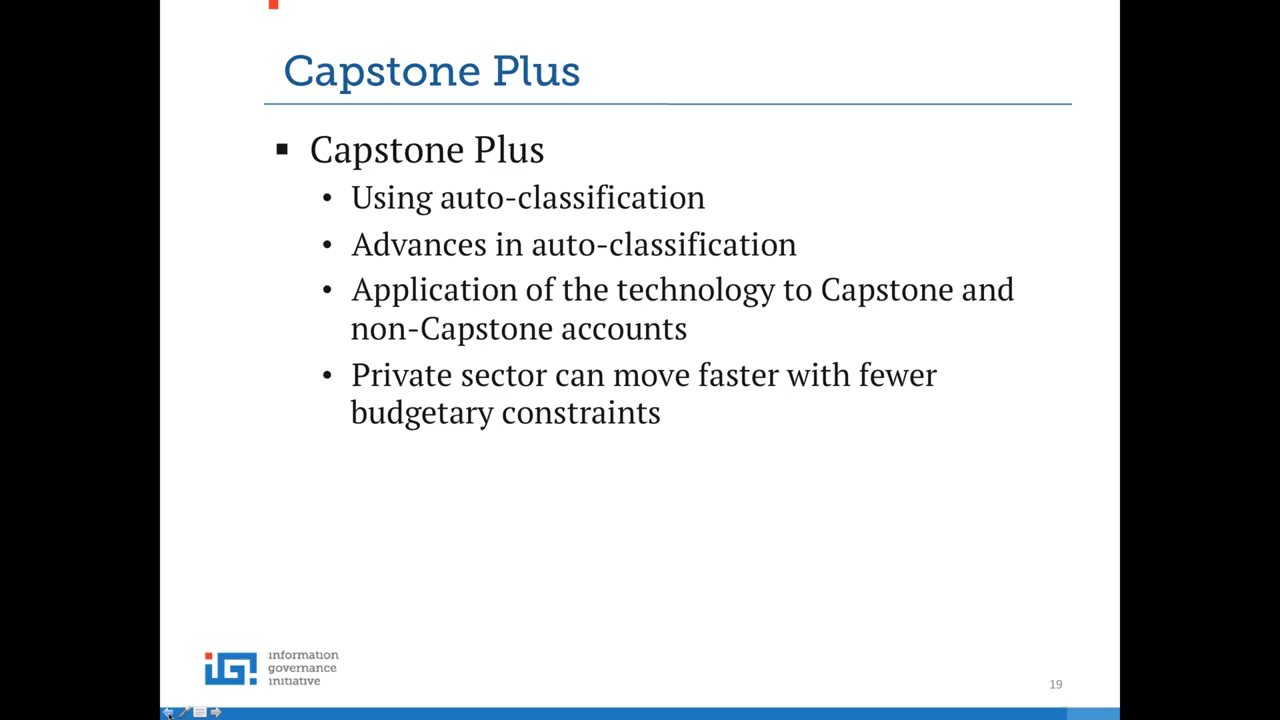 Capstone Plus
▪ Capstone Plus
• Using auto-classification
• Advances in auto-classification
• Application of the technology to Capstone and
non-Capstone accounts
• Private sector can move faster with fewer
budgetary constraints
iG!
information
governance
initiative
19